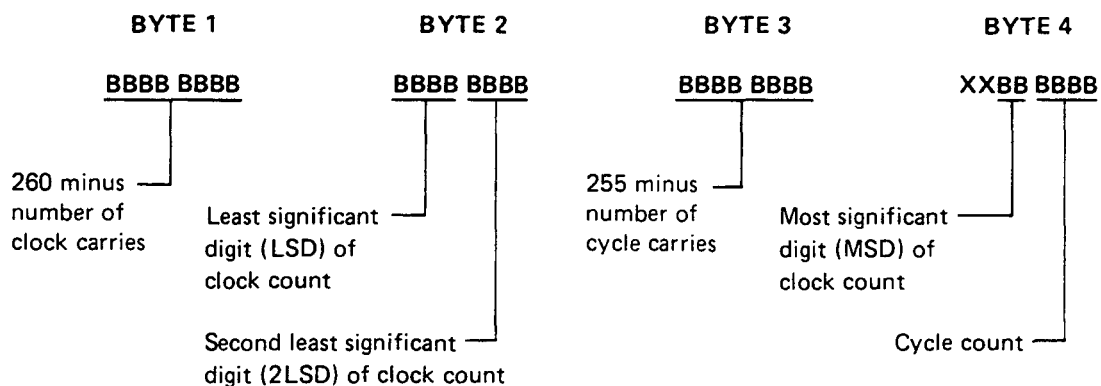 BYTE 1 BYTE 2 BYTE 3 BYTE 4
BBBB BBBB BBBB BBBB BBBB BBBB XXBB BBBB
260 minus
number of
clock carries
Least significant
digit (LSD) of
clock count
Second least significant
digit (2LSD) of clock count
255 minus
number of
cycle carries
Most significant
digit (MSD) of
clock count
Cycle count